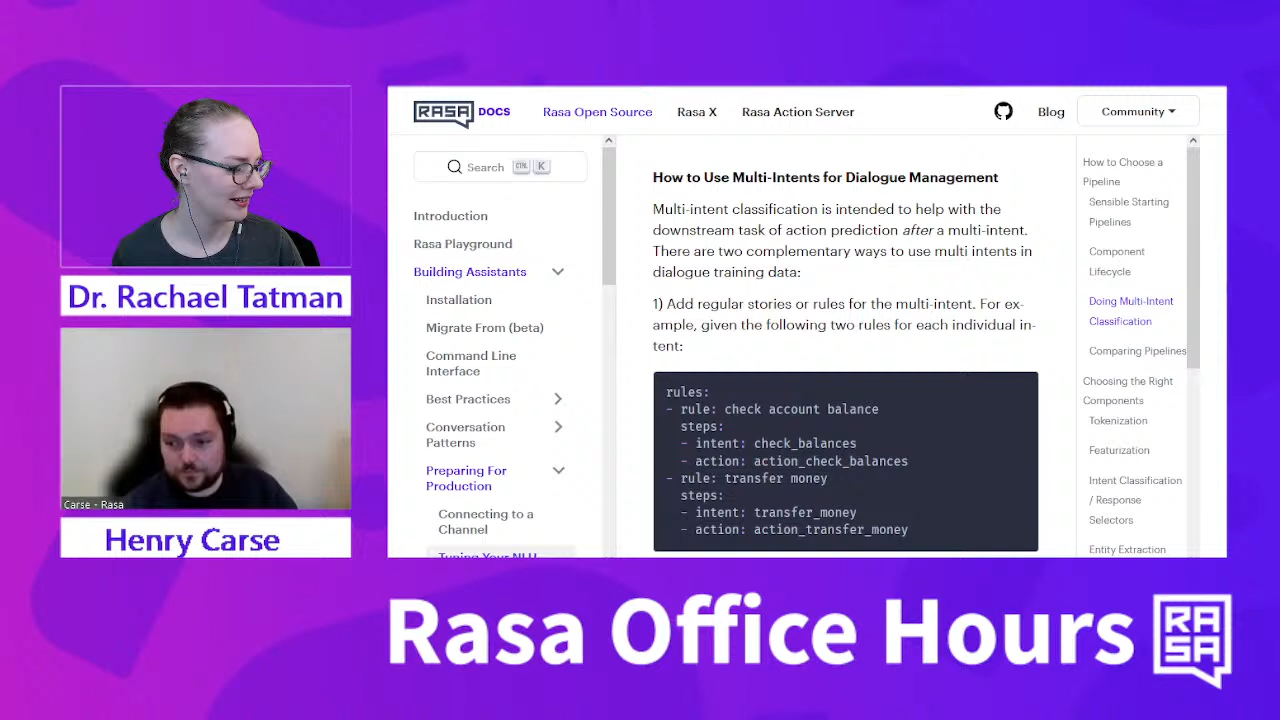 Dr. Rachael Tatman
Carse - Rasa
Henry Carse
RASA DOCS
Rasa Open Source
Rasa X
Rasa Action Server
Blog
Community
Search CTRL K
Introduction
Rasa Playground
Building Assistants
Installation
Migrate From (beta)
Command Line
Interface
Best Practices
Conversation
Patterns
Preparing For
Production
Connecting to a
Channel
Tuning Your NLU
How to Use Multi-Intents for Dialogue Management
Multi-intent classification is intended to help with the
downstream task of action prediction after a multi-intent.
There are two complementary ways to use multi intents in
dialogue training data:
1) Add regular stories or rules for the multi-intent. For ex-
ample, given the following two rules for each individual in-
tent:
rules:
- rule: check account balance
  steps:
  - intent: check_balances
  - action: action_check_balances
- rule: transfer money
  steps:
  - intent: transfer_money
  - action: action_transfer_money
How to Choose a
Pipeline
Sensible Starting
Pipelines
Component
Lifecycle
Doing Multi-Intent
Classification
Comparing Pipelines
Choosing the Right
Components
Tokenization
Featurization
Intent Classification
/ Response
Selectors
Entity Extraction
Rasa Office Hours
RA
SA